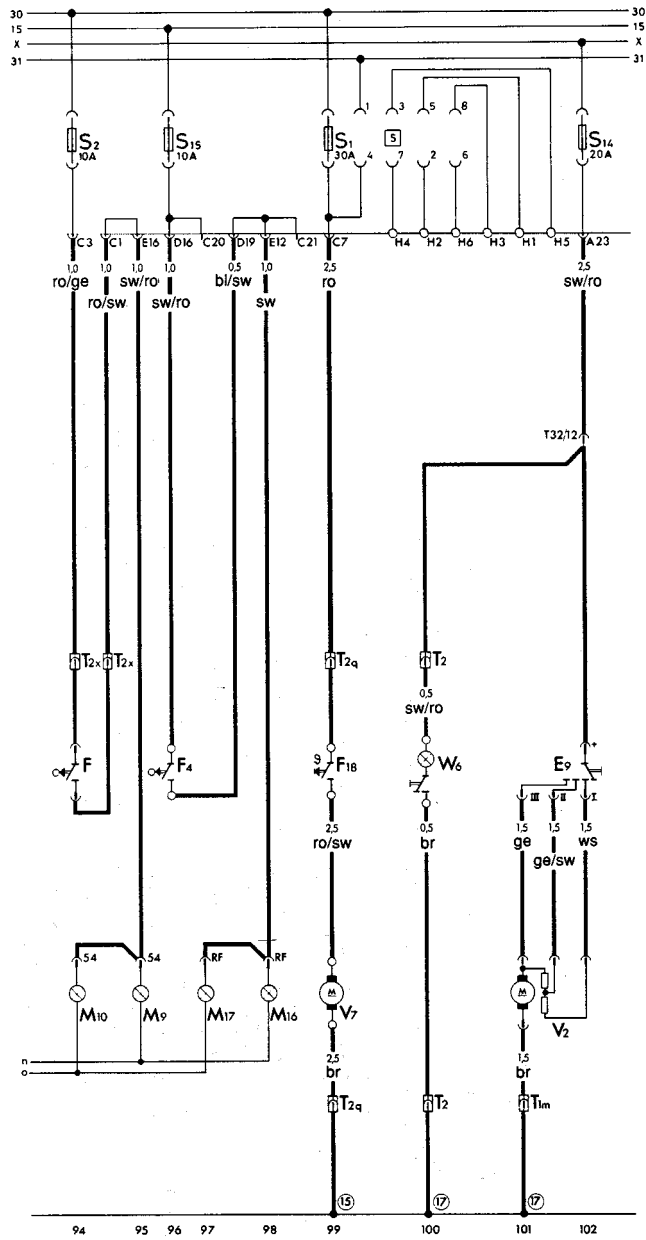 30 30
15 15
X X
31 31
1 3 5 8
S2 10A S15 10A S1 30A 4 5 7 2 6 S14 20A
C3 C1 E16 D16 C20 D19 E12 C21 C7 H4 H2 H6 H3 H1 H5 A23
1,0 1,0 1,0 0,5 1,0 2,5 2,5
ro/ge sw/ro bl/sw ro sw/ro
ro/sw sw/ro sw
T32/12
T2x T2x T2q T2
0,5
sw/ro
+
F F4 9 F18 W6 E9
III II I
2,5 0,5 1,5 1,5 1,5
ro/sw br ge ws
ge/sw
54 54 RF RF
M10 M9 M17 M16 M V7 M V2
n
o
2,5 1,5
br br
T2q T2 T1m
15 17 17
94 95 96 97 98 99 100 101 102